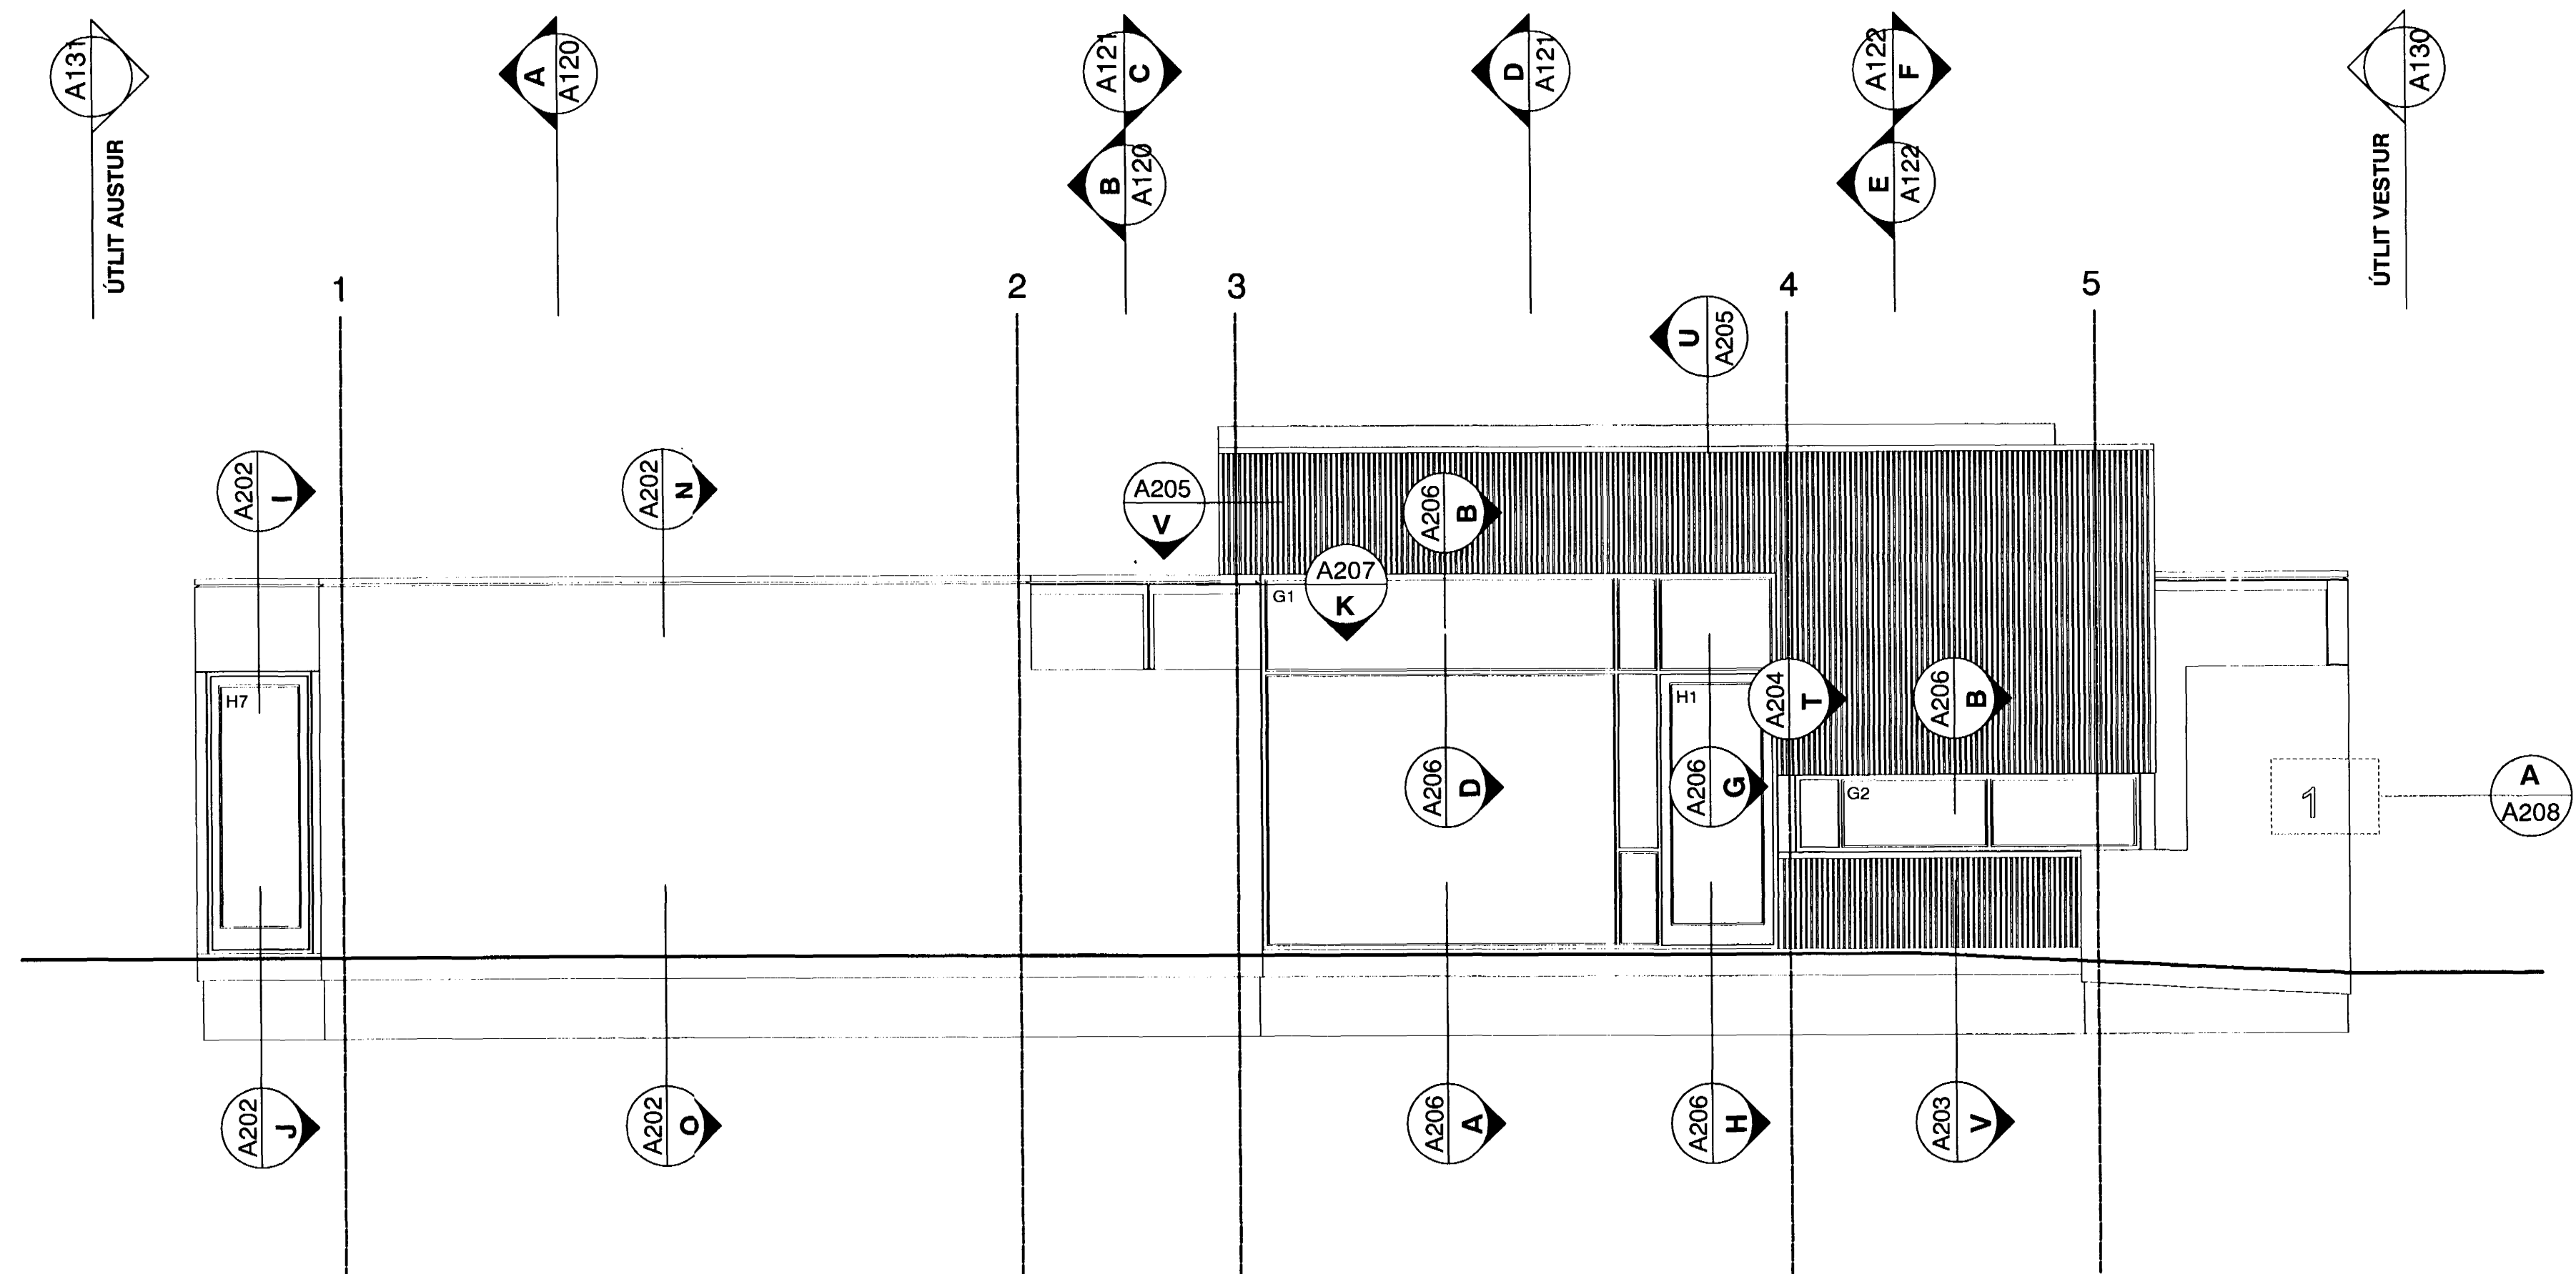 A131
ÚTLIT AUSTUR
A
A120
A121
C
B
A120
D
A121
A122
F
E
A122
A130
ÚTLIT VESTUR
1
2
3
4
5
U
A205
A202
I
A202
N
A205
V
A206
B
A207
K
G1
H7
H1
A204
T
A206
B
A206
D
A206
G
G2
1
A
A208
A202
J
A202
O
A206
A
A206
H
A203
V